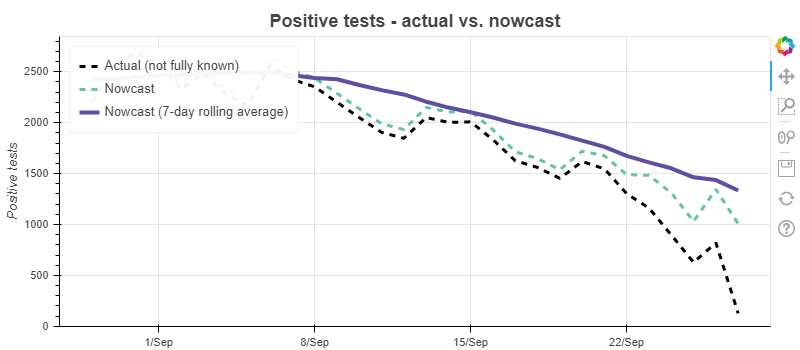 Positive tests - actual vs. nowcast
Actual (not fully known)
Nowcast
Nowcast (7-day rolling average)
Positive tests
2500
2000
1500
1000
500
0
1/Sep
8/Sep
15/Sep
22/Sep